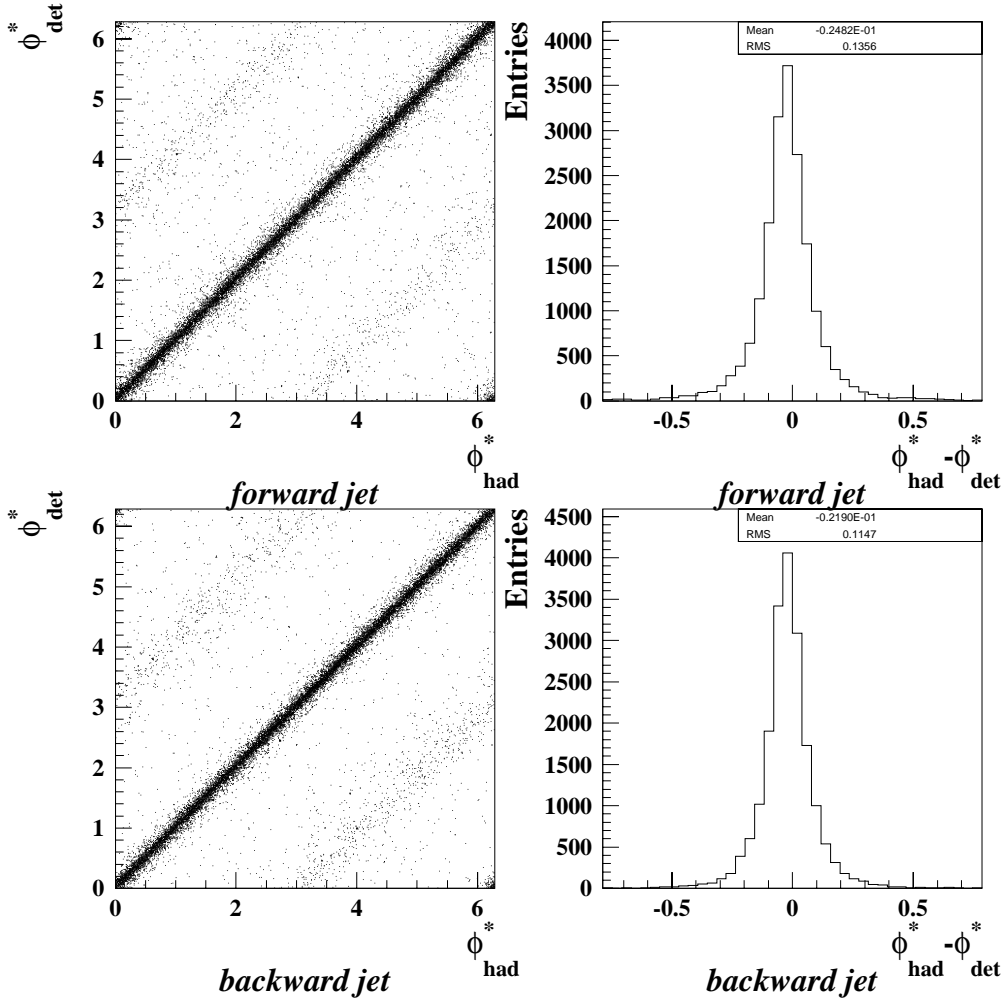 ϕ*det
6
5
4
3
2
1
0
0 2 4 6
ϕ*had
forward jet
Entries
Mean -0.2482E-01
RMS 0.1356
4000
3500
3000
2500
2000
1500
1000
500
0
-0.5 0 0.5
ϕ*had-ϕ*det
forward jet
ϕ*det
6
5
4
3
2
1
0
0 2 4 6
ϕ*had
backward jet
Entries
Mean -0.2190E-01
RMS 0.1147
4500
4000
3500
3000
2500
2000
1500
1000
500
0
-0.5 0 0.5
ϕ*had-ϕ*det
backward jet